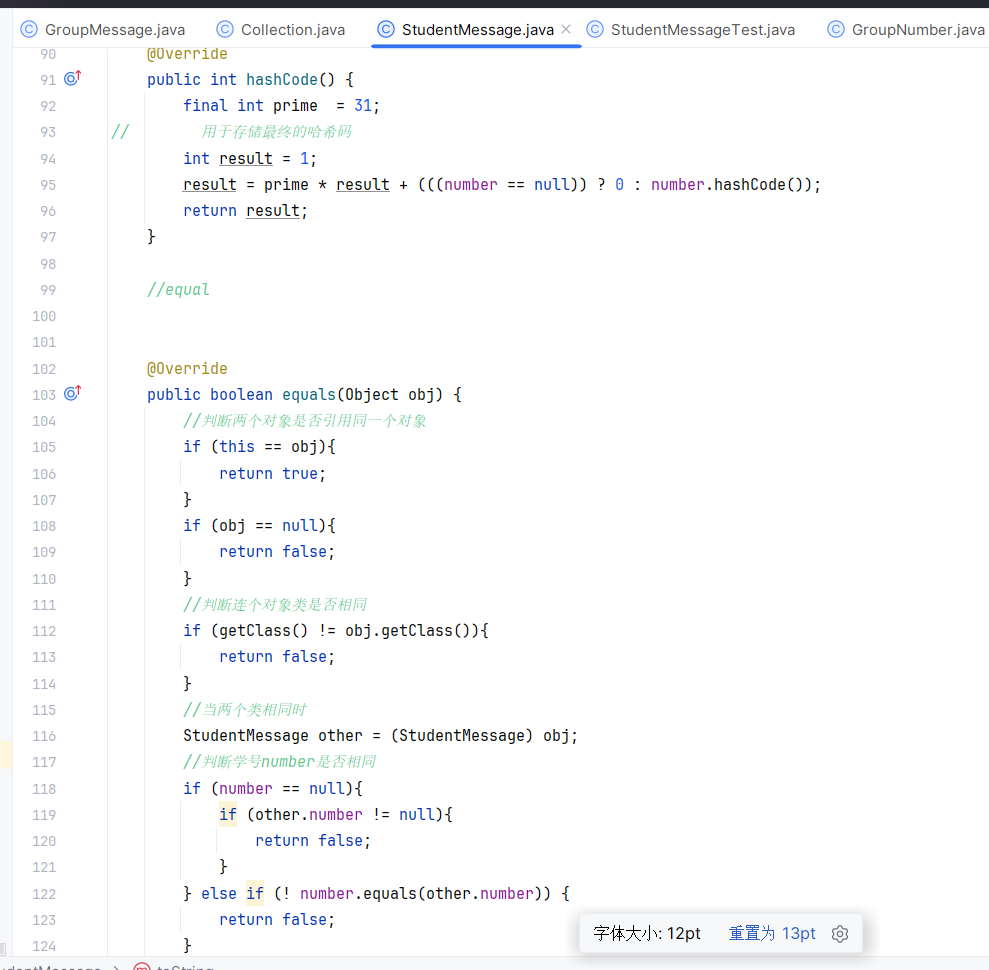 GroupMessage.java Collection.java StudentMessage.java StudentMessageTest.java GroupNumber.java
90 @Override
91 public int hashCode() {
92 final int prime  = 31;
93 // 用于存储最终的哈希码
94 int result = 1;
95 result = prime * result + (((number == null)) ? 0 : number.hashCode());
96 return result;
97 }
98
99 //equal
100
101
102 @Override
103 public boolean equals(Object obj) {
104 //判断两个对象是否引用同一个对象
105 if (this == obj){
106 return true;
107 }
108 if (obj == null){
109 return false;
110 }
111 //判断连个对象类是否相同
112 if (getClass() != obj.getClass()){
113 return false;
114 }
115 //当两个类相同时
116 StudentMessage other = (StudentMessage) obj;
117 //判断学号number是否相同
118 if (number == null){
119 if (other.number != null){
120 return false;
121 }
122 } else if (! number.equals(other.number)) {
123 return false;
124 }
字体大小: 12pt 重置为 13pt
udentMessage > m toString